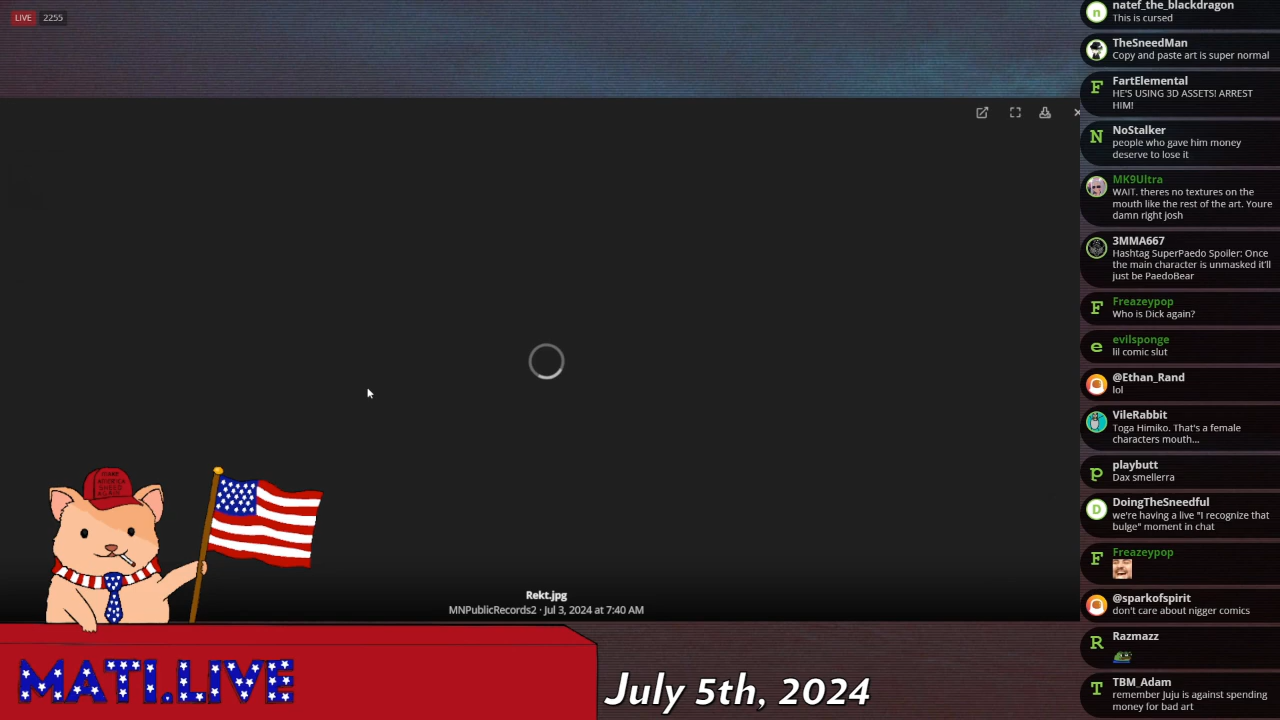 LIVE 2255
Rekt.jpg
MNPublicRecords2 · Jul 3, 2024 at 7:40 AM
MATI.LIVE
July 5th, 2024
natef_the_blackdragon
This is cursed
TheSneedMan
Copy and paste art is super normal
FartElemental
HE'S USING 3D ASSETS! ARREST
HIM!
NoStalker
people who gave him money
deserve to lose it
MK9Ultra
WAIT. theres no textures on the
mouth like the rest of the art. Youre
damn right josh
3MMA667
Hashtag SuperPaedo Spoiler: Once
the main character is unmasked it'll
just be PaedoBear
Freazeypop
Who is Dick again?
evilsponge
lil comic slut
@Ethan_Rand
lol
VileRabbit
Toga Himiko. That's a female
characters mouth...
playbutt
Dax smellerra
DoingTheSneedful
we're having a live "I recognize that
bulge" moment in chat
Freazeypop
@sparkofspirit
don't care about nigger comics
Razmazz
TBM_Adam
remember Juju is against spending
money for bad art